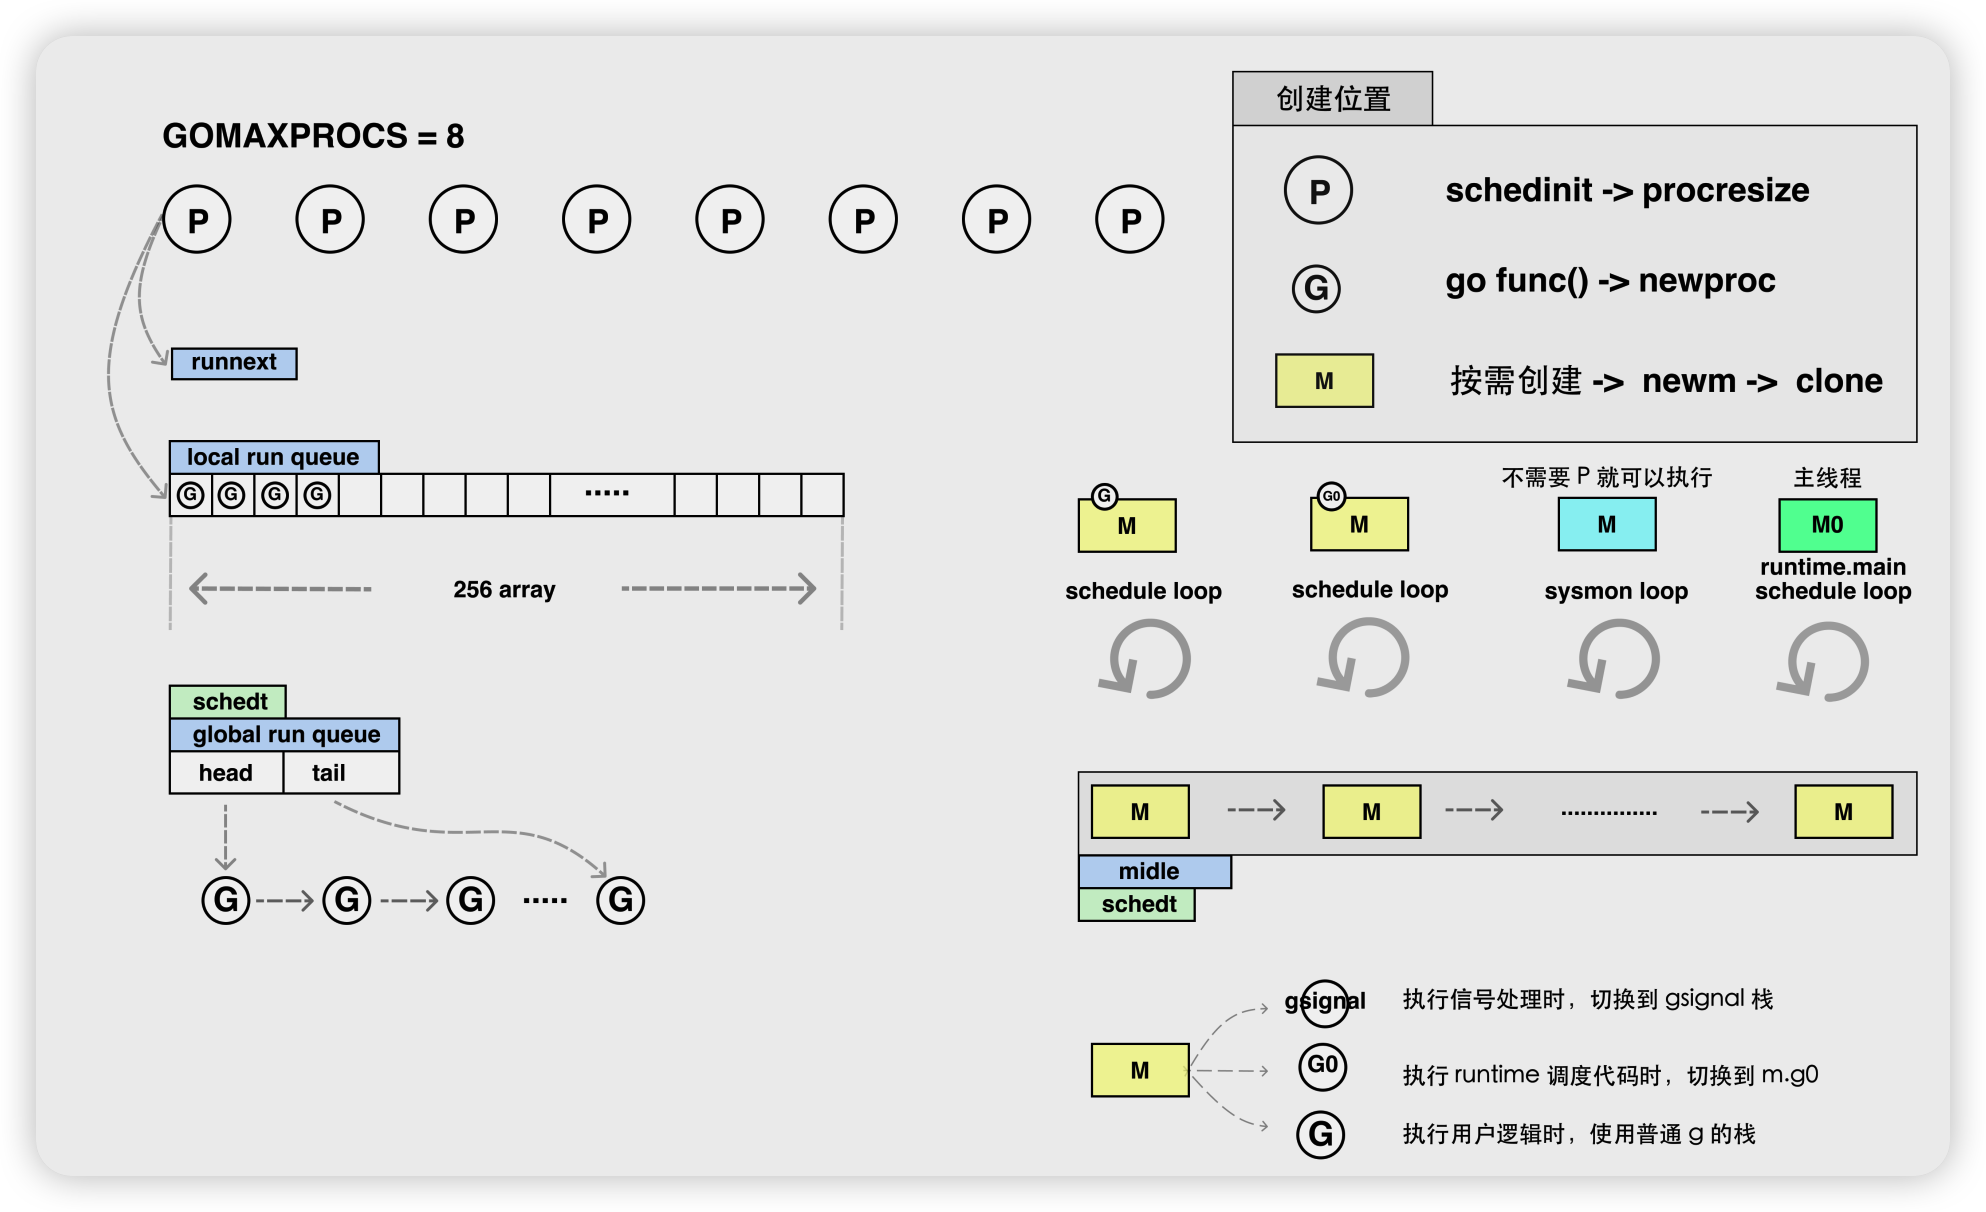 GOMAXPROCS = 8
P P P P P P P P
runnext
local run queue
G G G G ·····
256 array
schedt
global run queue
head tail
G G G ····· G
创建位置
P schedinit -> procresize
G go func() -> newproc
M 按需创建 -> newm -> clone
G
M
schedule loop
G0
M
schedule loop
不需要 P 就可以执行
M
sysmon loop
主线程
M0
runtime.main
schedule loop
M M ·············· M
midle
schedt
M
gsignal 执行信号处理时，切换到 gsignal 栈
G0 执行 runtime 调度代码时，切换到 m.g0
G 执行用户逻辑时，使用普通 g 的栈